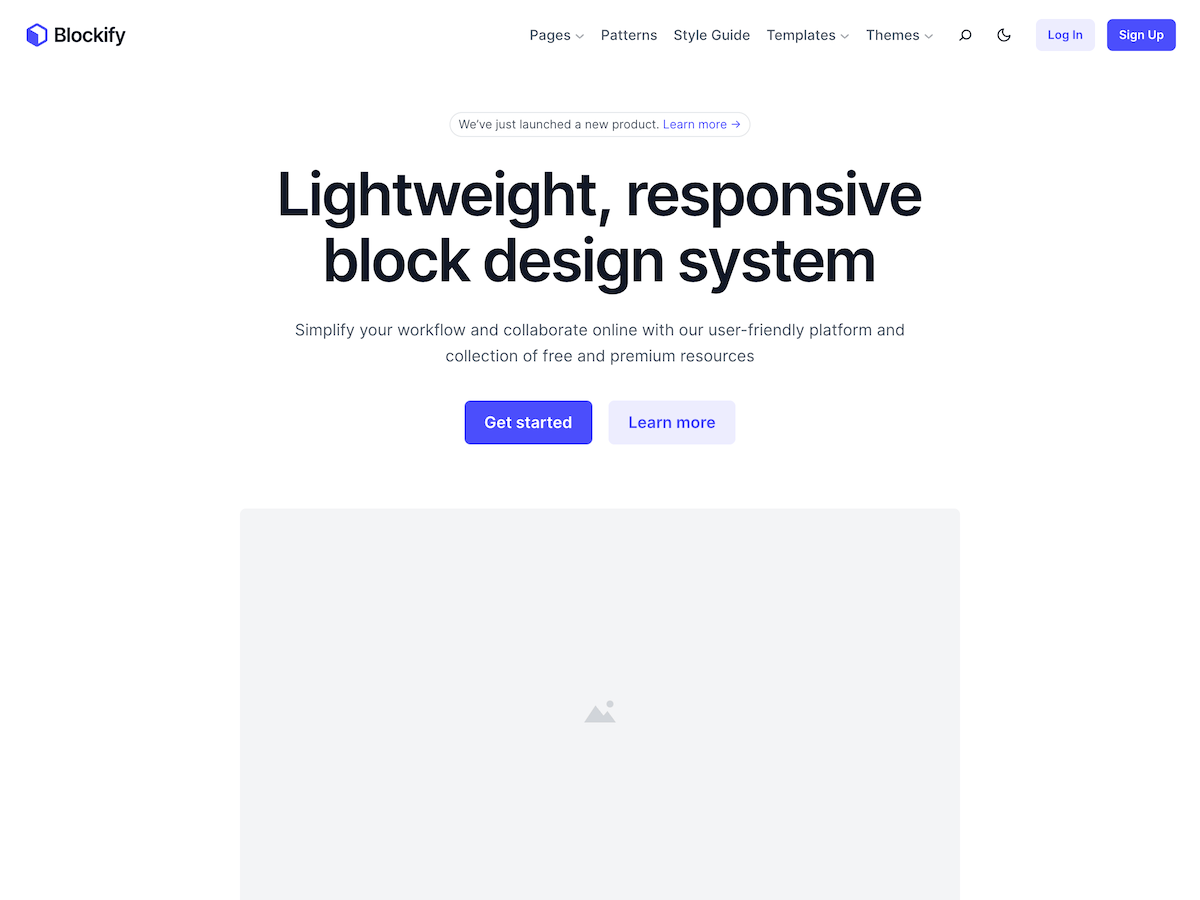 Blockify
Pages
Patterns
Style Guide
Templates
Themes
Log In
Sign Up
We’ve just launched a new product. Learn more →
Lightweight, responsive
block design system
Simplify your workflow and collaborate online with our user-friendly platform and
collection of free and premium resources
Get started
Learn more